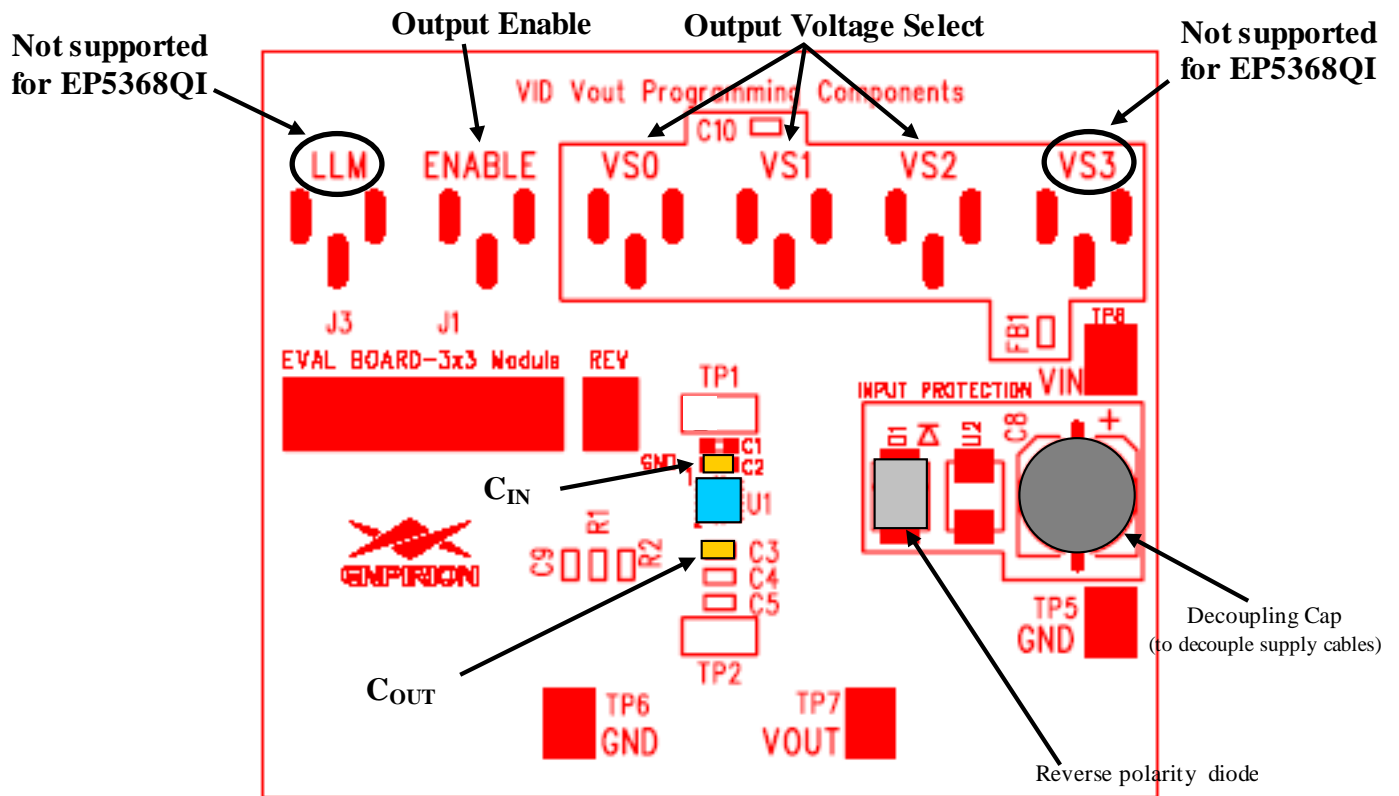 Not supported
for EP5368QI
Output Enable
Output Voltage Select
Not supported
for EP5368QI
VID Vout Programming Components
C10
LLM
ENABLE
VS0
VS1
VS2
VS3
J3
J1
FB1
TP8
VIN
EVAL BOARD-3x3 Module
REV
TP1
INPUT PROTECTION
C1
GND
C2
D1
U2
C8
+
CIN
U1
ENPIRION
C9
R1
R2
C3
C4
C5
TP5
GND
Decoupling Cap
(to decouple supply cables)
TP2
COUT
TP6
GND
TP7
VOUT
Reverse polarity diode